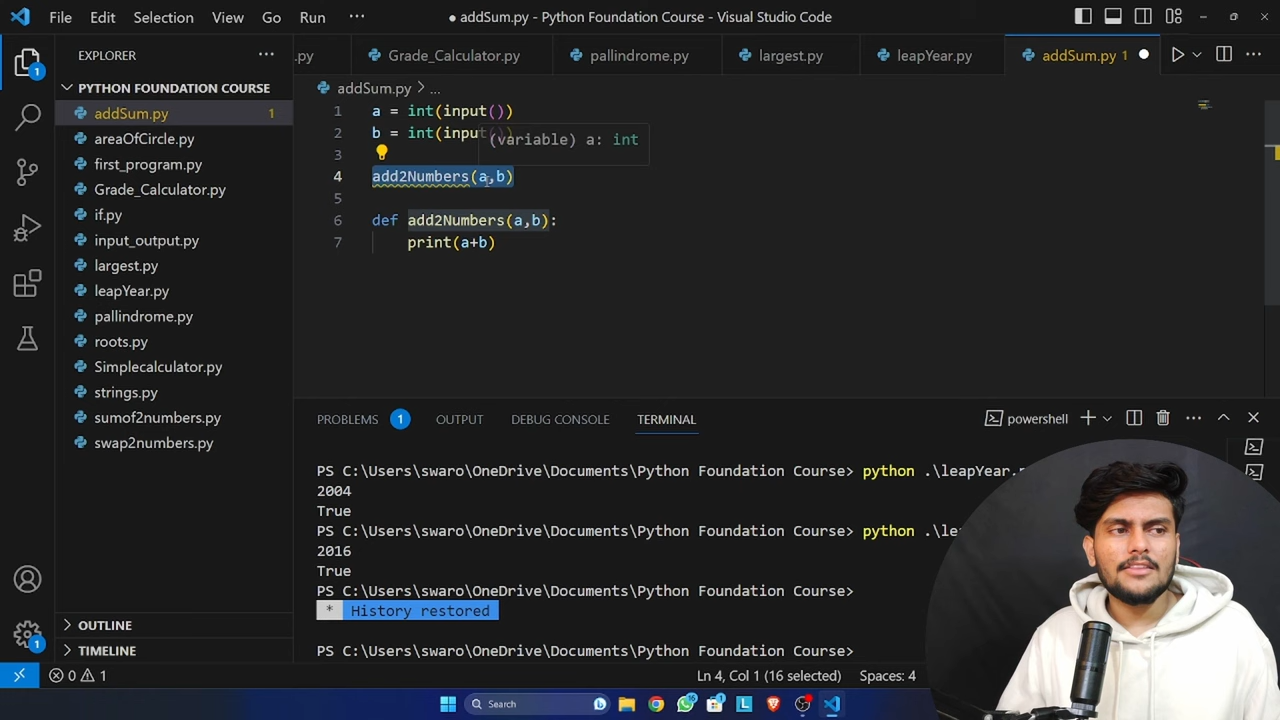 File Edit Selection View Go Run ··· ● addSum.py - Python Foundation Course - Visual Studio Code
EXPLORER ···
.py Grade_Calculator.py pallindrome.py largest.py leapYear.py addSum.py 1
1
PYTHON FOUNDATION COURSE
addSum.py 1
areaOfCircle.py
first_program.py
Grade_Calculator.py
if.py
input_output.py
largest.py
leapYear.py
pallindrome.py
roots.py
Simplecalculator.py
strings.py
sumof2numbers.py
swap2numbers.py
OUTLINE
TIMELINE
1
addSum.py > ...
1 a = int(input())
2 b = int(input())
(variable) a: int
3
4 add2Numbers(a,b)
5
6 def add2Numbers(a,b):
7 print(a+b)
PROBLEMS 1 OUTPUT DEBUG CONSOLE TERMINAL powershell
PS C:\Users\swaro\OneDrive\Documents\Python Foundation Course> python .\leapYear.
2004
True
PS C:\Users\swaro\OneDrive\Documents\Python Foundation Course> python .\lea
2016
True
PS C:\Users\swaro\OneDrive\Documents\Python Foundation Course>
* History restored
PS C:\Users\swaro\OneDrive\Documents\Python Foundation Course>
0 1 Ln 4, Col 1 (16 selected) Spaces: 4
Search